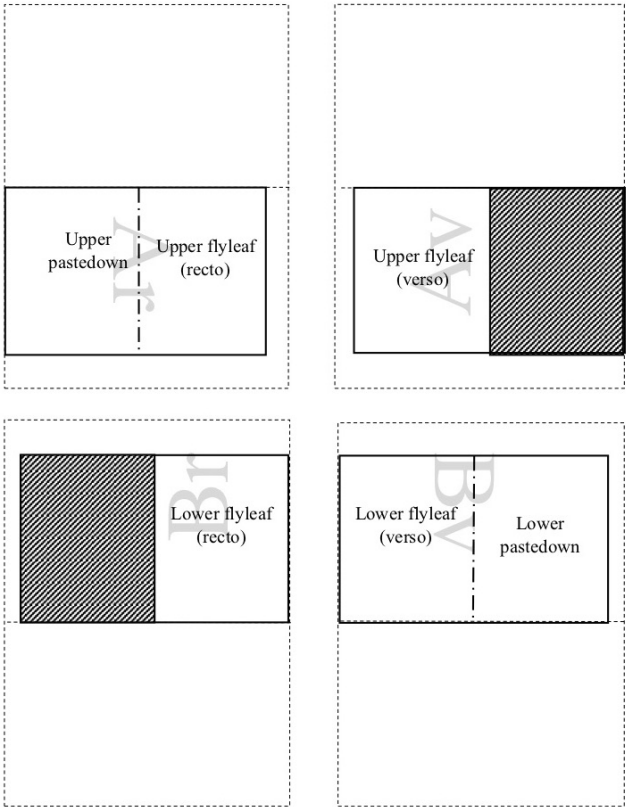 Upper
pastedown
Upper flyleaf
(recto)
Upper flyleaf
(verso)
Av
Br
Lower flyleaf
(recto)
Bv
Lower flyleaf
(verso)
Lower
pastedown